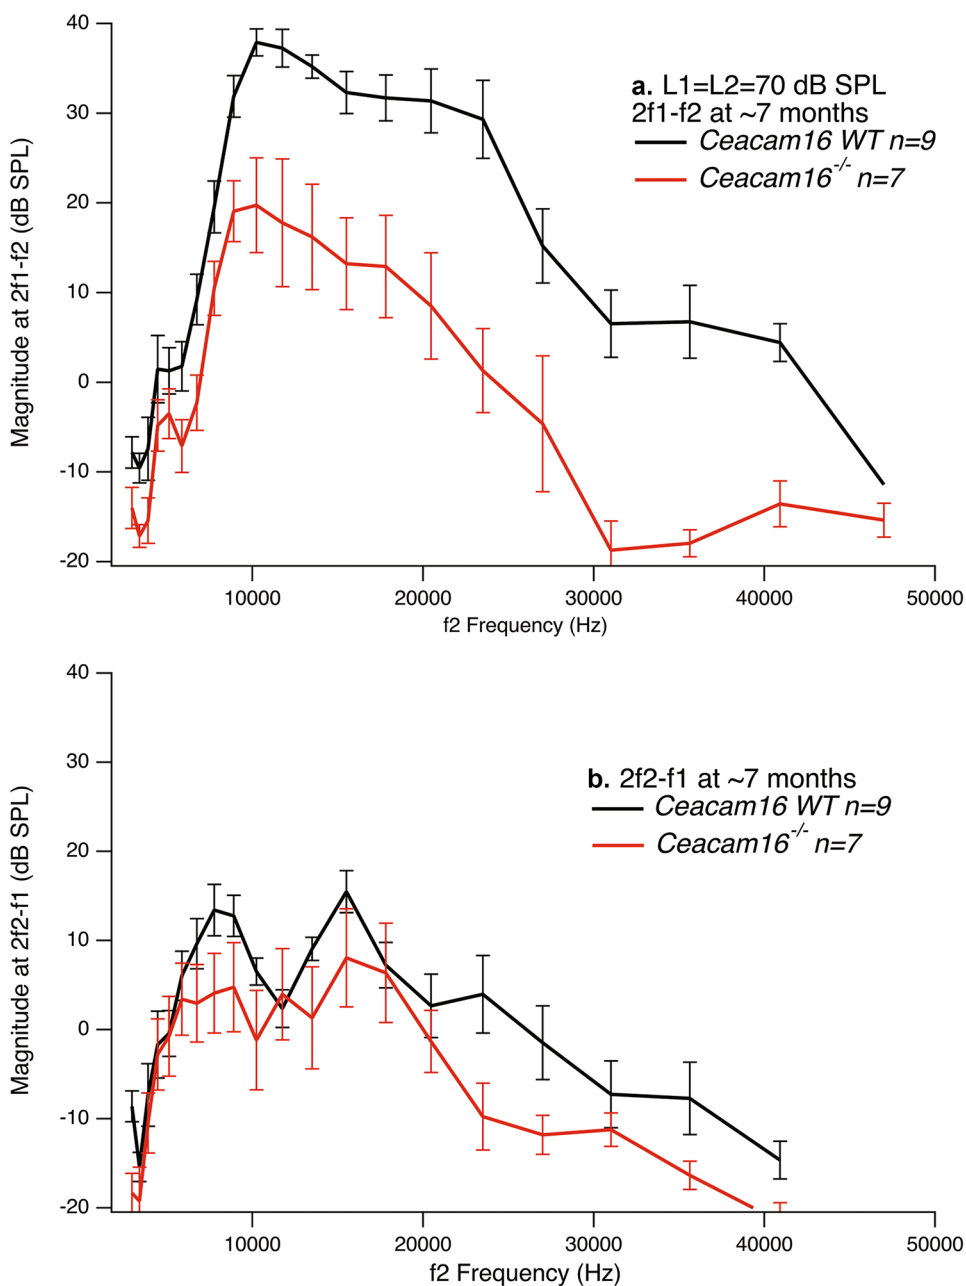 40
30
20
10
0
-10
-20
Magnitude at 2f1-f2 (dB SPL)
a. L1=L2=70 dB SPL
2f1-f2 at ~7 months
Ceacam16 WT n=9
Ceacam16-/- n=7
10000 20000 30000 40000 50000
f2 Frequency (Hz)
40
30
20
10
0
-10
-20
Magnitude at 2f2-f1 (dB SPL)
b. 2f2-f1 at ~7 months
Ceacam16 WT n=9
Ceacam16-/- n=7
10000 20000 30000 40000 50000
f2 Frequency (Hz)